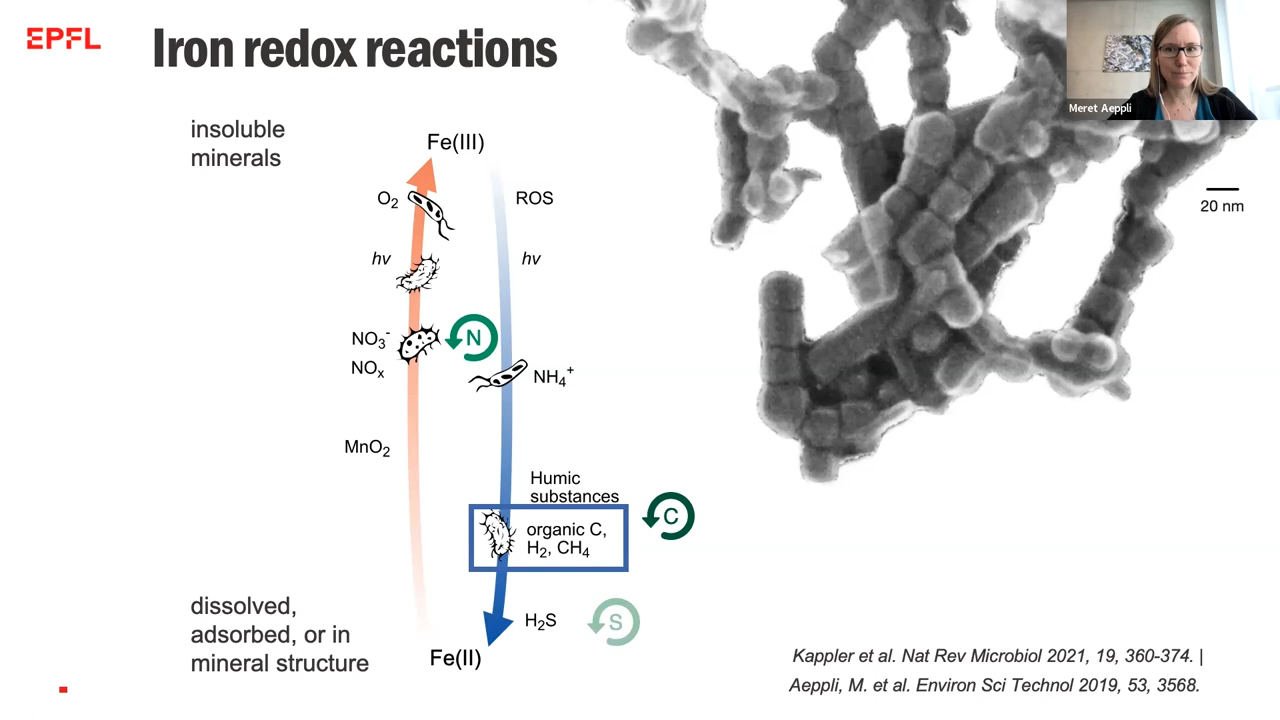 EPFL
Iron redox reactions
Meret Aeppli
insoluble
minerals
Fe(III)
O₂
ROS
hv
hv
20 nm
NO₃⁻
N
NOₓ
NH₄⁺
MnO₂
Humic
substances
organic C,
H₂, CH₄
C
dissolved,
adsorbed, or in
mineral structure
H₂S
S
Fe(II)
Kappler et al. Nat Rev Microbiol 2021, 19, 360-374. |
Aeppli, M. et al. Environ Sci Technol 2019, 53, 3568.